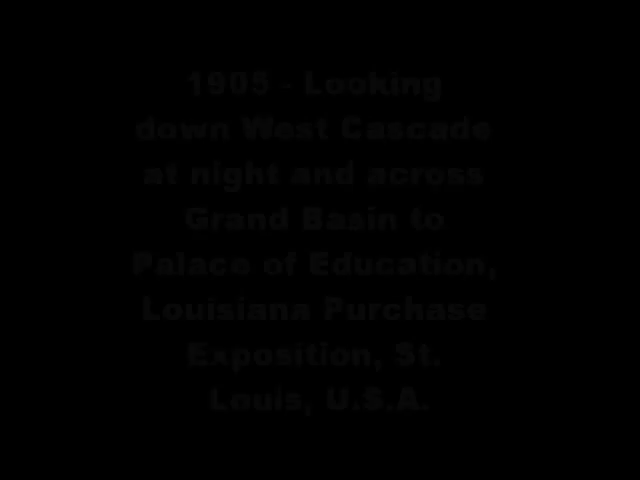 1905 - Looking
down West Cascade
at night and across
Grand Basin to
Palace of Education,
Louisiana Purchase
Exposition, St.
Louis, U.S.A.